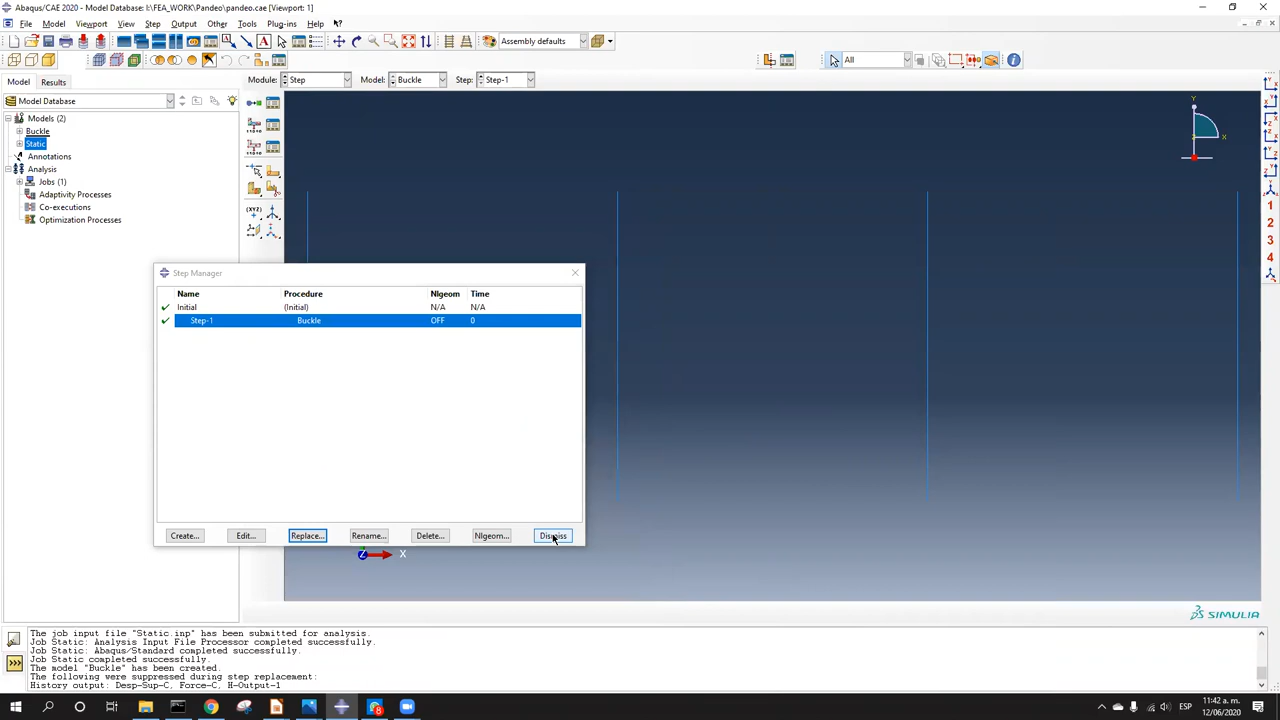 Abaqus/CAE 2020 - Model Database: I:\FEA_WORK\Pandeo\pandeo.cae [Viewport: 1]
File Model Viewport View Step Output Other Tools Plug-ins Help
Assembly defaults
All
Model Results
Module: Step Model: Buckle Step: Step-1
Model Database
Models (2)
Buckle
Static
Annotations
Analysis
Jobs (1)
Adaptivity Processes
Co-executions
Optimization Processes
Y
X
1
2
3
4
Step Manager
Name Procedure Nlgeom Time
Initial (Initial) N/A N/A
Step-1 Buckle OFF 0
Create... Edit... Replace... Rename... Delete... Nlgeom... Dismiss
Z X
SIMULIA
The job input file "Static.inp" has been submitted for analysis.
Job Static: Analysis Input File Processor completed successfully.
Job Static: Abaqus/Standard completed successfully.
Job Static completed successfully.
The model "Buckle" has been created.
The following were suppressed during step replacement:
History output: Desp-Sup-C, Force-C, H-Output-1
ESP
11:42 a. m.
12/06/2020